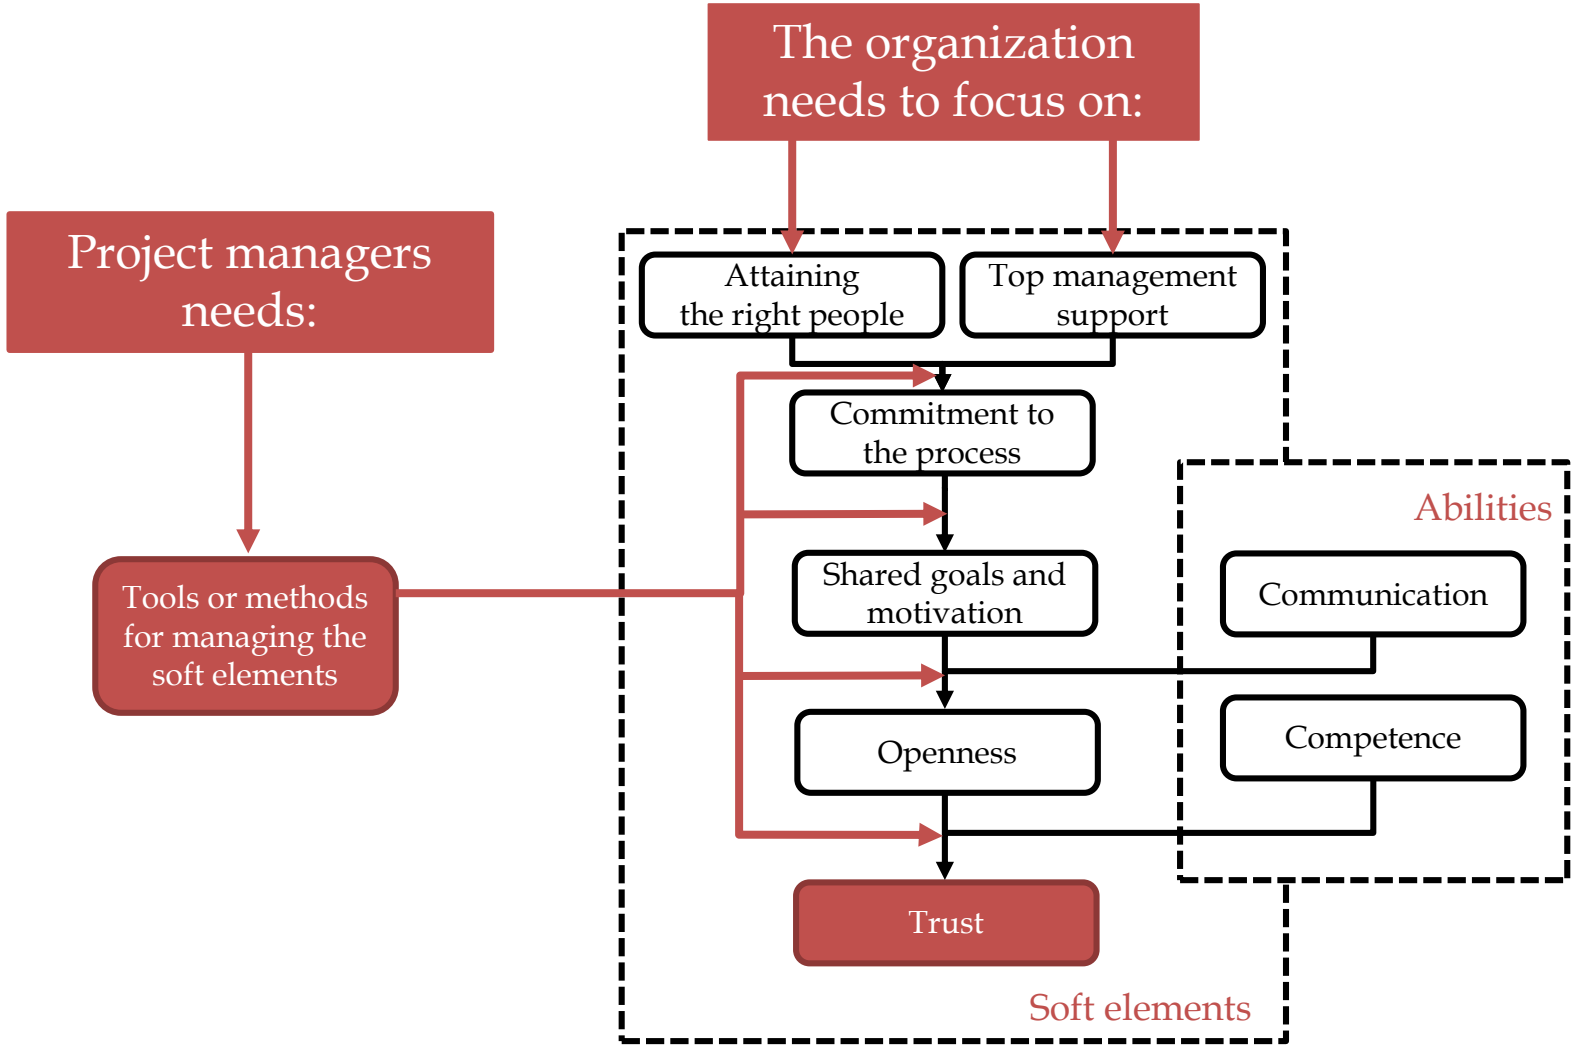 The organization
needs to focus on:
Project managers
needs:
Attaining
the right people
Top management
support
Commitment to
the process
Abilities
Shared goals and
motivation
Communication
Tools or methods
for managing the
soft elements
Openness
Competence
Trust
Soft elements